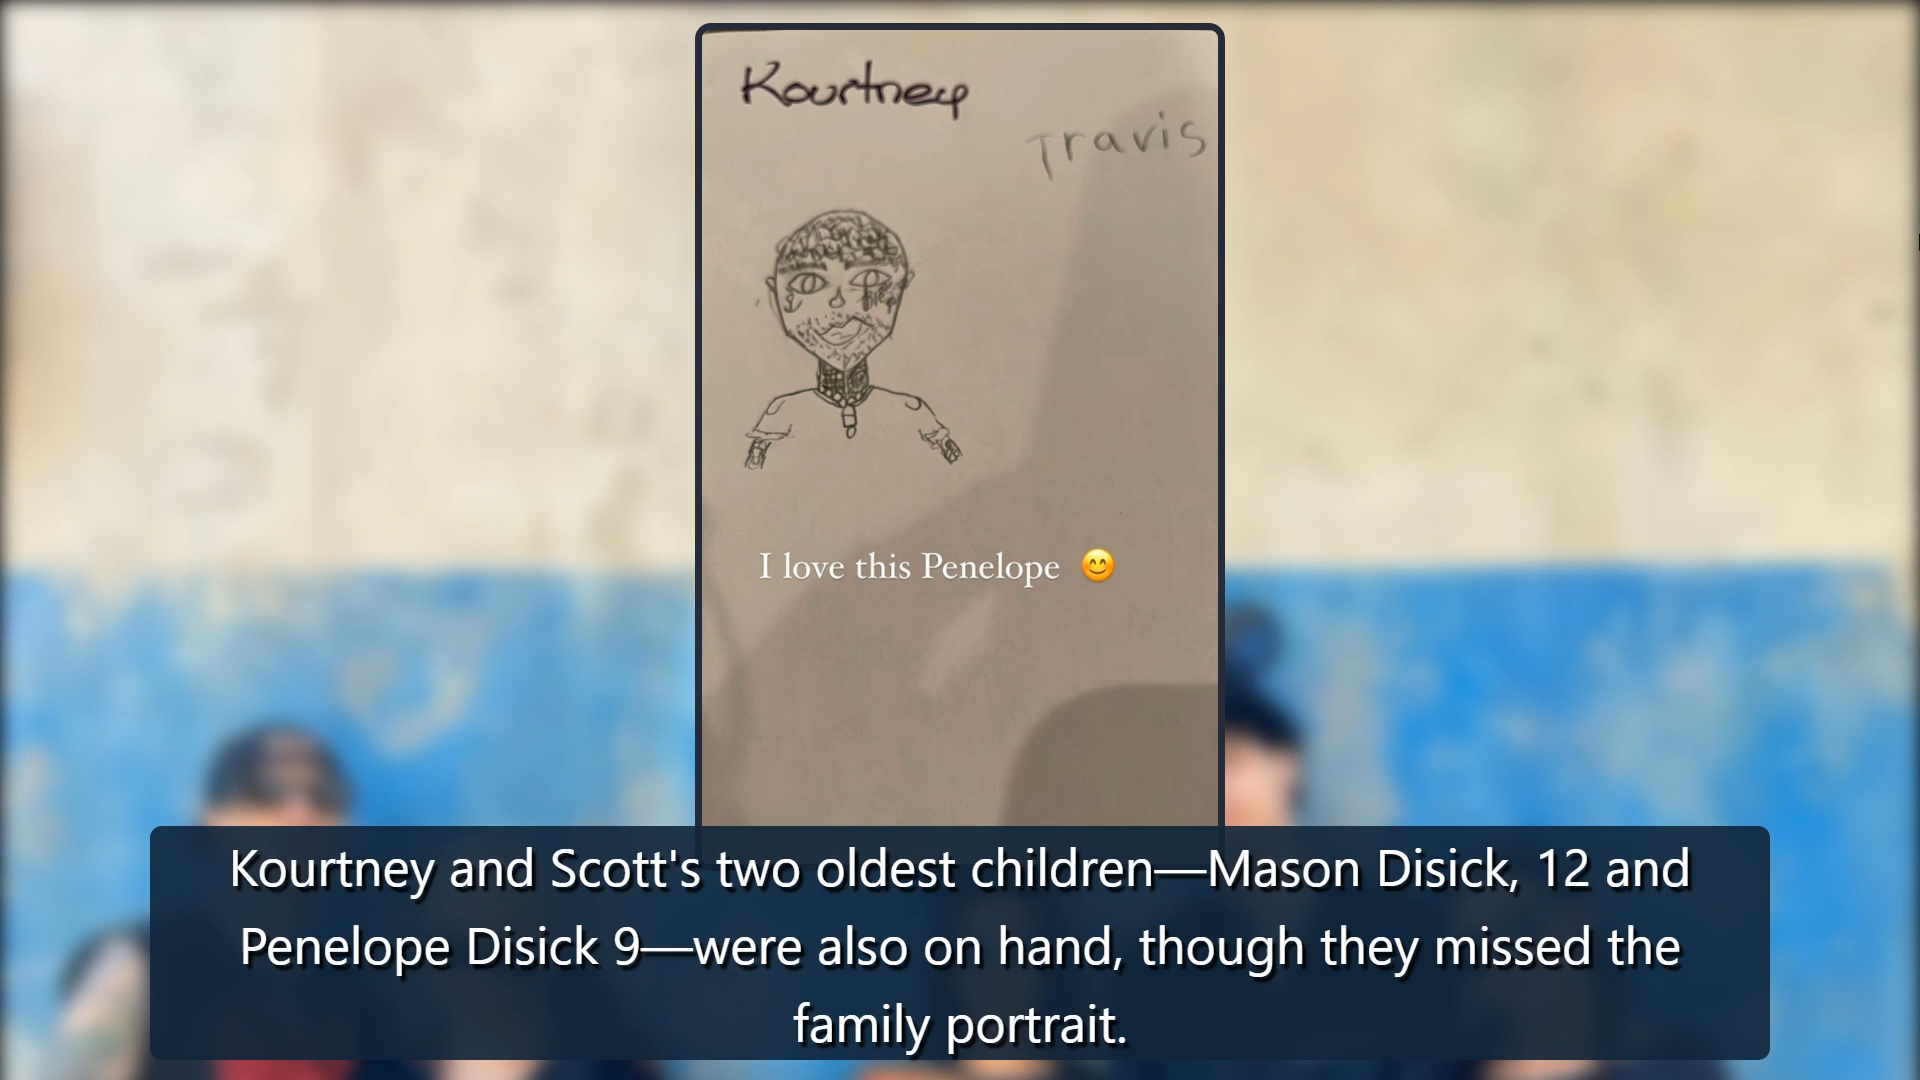 Kourtney
Travis
I love this Penelope 😊
Kourtney and Scott's two oldest children—Mason Disick, 12 and
Penelope Disick 9—were also on hand, though they missed the
family portrait.